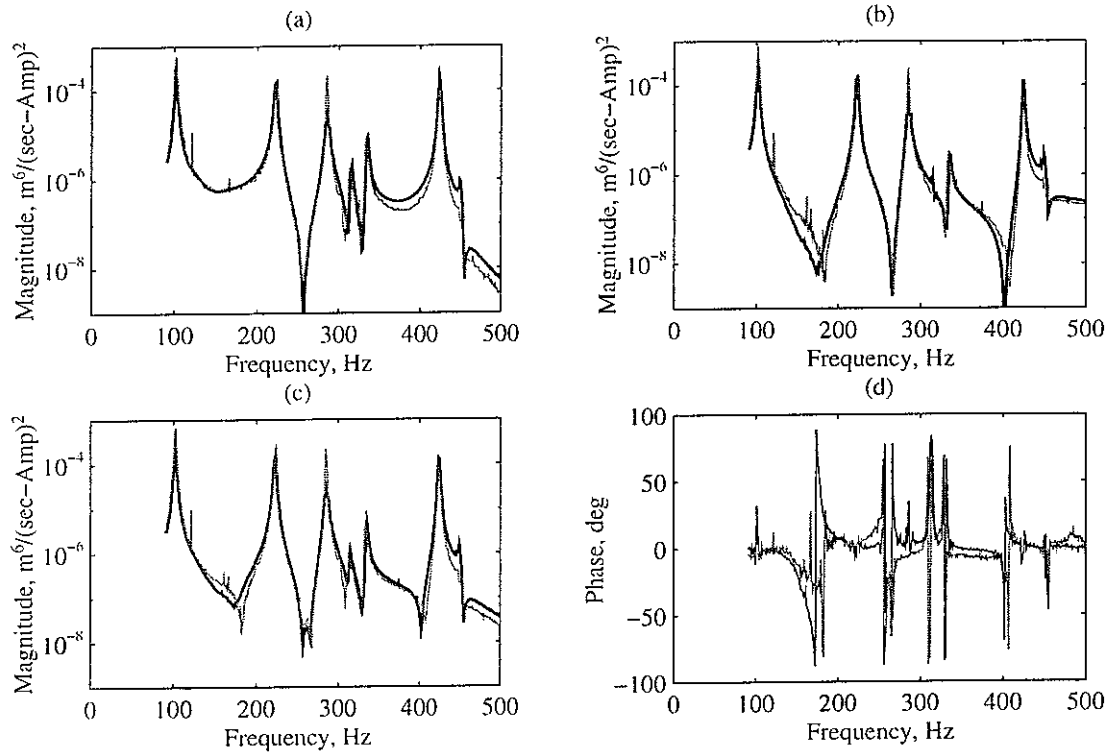 (a)
Magnitude, m⁶/(sec−Amp)²
10⁻⁴
10⁻⁶
10⁻⁸
0 100 200 300 400 500
Frequency, Hz
(b)
Magnitude, m⁶/(sec−Amp)²
10⁻⁴
10⁻⁶
10⁻⁸
0 100 200 300 400 500
Frequency, Hz
(c)
Magnitude, m⁶/(sec−Amp)²
10⁻⁴
10⁻⁶
10⁻⁸
0 100 200 300 400 500
Frequency, Hz
(d)
Phase, deg
100
50
0
−50
−100
0 100 200 300 400 500
Frequency, Hz